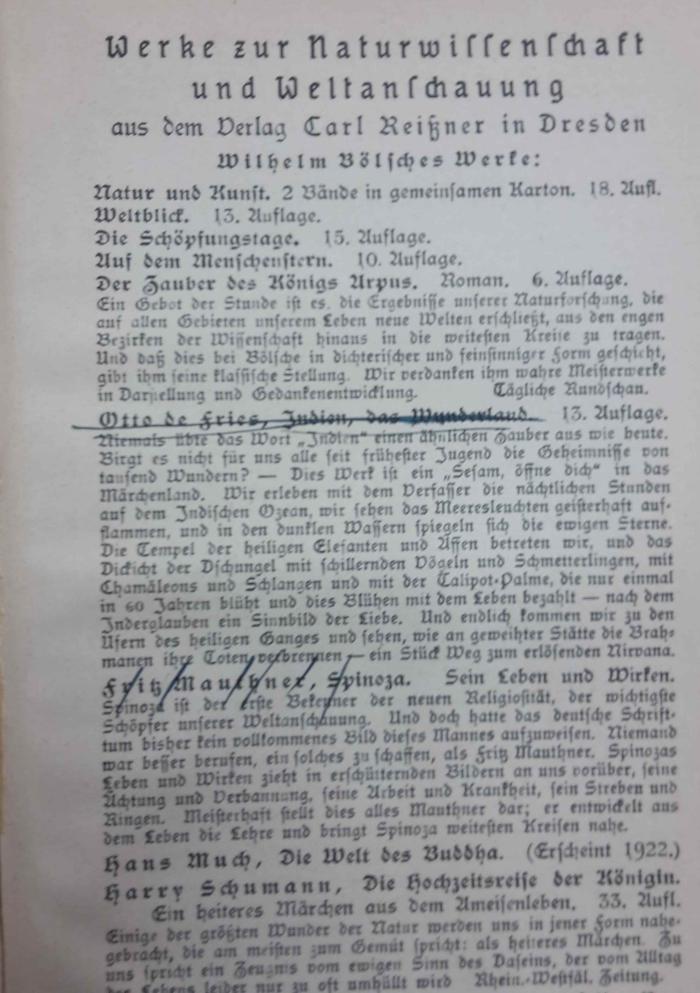 Werke zur Naturwissenschaft
und Weltanschauung
aus dem Verlag Carl Reißner in Dresden
Wilhelm Bölsches Werke:
Natur und Kunst. 2 Bände in gemeinsamen Karton. 18. Aufl.
Weltblick. 13. Auflage.
Die Schöpfungstage. 15. Auflage.
Auf dem Menschenstern. 10. Auflage.
Der Zauber des Königs Arpus. Roman. 6. Auflage.
Ein Gebot der Stunde ist es, die Ergebnisse unserer Naturforschung, die
auf allen Gebieten unserem Leben neue Welten erschließt, aus den engen
Bezirken der Wissenschaft hinaus in die weitesten Kreise zu tragen.
Und daß dies bei Bölsche in dichterischer und feinsinniger Form geschieht,
gibt ihm seine klassische Stellung. Wir verdanken ihm wahre Meisterwerke
in Darstellung und Gedankenentwicklung. Tägliche Rundschau.
Otto de Fries, Indien, das Wunderland. 13. Auflage.
Niemals übte das Wort „Indien“ einen ähnlichen Zauber aus wie heute.
Birgt es nicht für uns alle seit frühester Jugend die Geheimnisse von
tausend Wundern? — Dies Werk ist ein „Sesam, öffne dich“ in das
Märchenland. Wir erleben mit dem Verfasser die nächtlichen Stunden
auf dem Indischen Ozean, wir sehen das Meeresleuchten geisterhaft auf-
flammen, und in den dunklen Wassern spiegeln sich die ewigen Sterne.
Die Tempel der heiligen Elefanten und Affen betreten wir, und das
Dickicht der Dschungel mit schillernden Vögeln und Schmetterlingen, mit
Chamäleons und Schlangen und mit der Talipot-Palme, die nur einmal
in 60 Jahren blüht und dies Blühen mit dem Leben bezahlt — nach dem
Inderglauben ein Sinnbild der Liebe. Und endlich kommen wir zu den
Ufern des heiligen Ganges und sehen, wie an geweihter Stätte die Brah-
manen ihre Toten verbrennen — ein Stück Weg zum erlösenden Nirvana.
Fritz Mauthner, Spinoza. Sein Leben und Wirken.
Spinoza ist der erste Bekenner der neuen Religiosität, der wichtigste
Schöpfer unserer Weltanschauung. Und doch hatte das deutsche Schrift-
tum bisher kein vollkommenes Bild dieses Mannes aufzuweisen. Niemand
war besser berufen, ein solches zu schaffen, als Fritz Mauthner. Spinozas
Leben und Wirken zieht in erschütternden Bildern an uns vorüber, seine
Ächtung und Verbannung, seine Arbeit und Krankheit, sein Streben und
Ringen. Meisterhaft stellt dies alles Mauthner dar; er entwickelt aus
dem Leben die Lehre und bringt Spinoza weitesten Kreisen nahe.
Hans Much, Die Welt des Buddha. (Erscheint 1922.)
Harry Schumann, Die Hochzeitsreise der Königin.
Ein heiteres Märchen aus dem Ameisenleben. 33. Aufl.
Einige der größten Wunder der Natur werden uns in jener Form nahe-
gebracht, die am meisten zum Gemüt spricht: als heiteres Märchen. Zu
uns spricht ein Zeugnis vom ewigen Sinn des Daseins, der vom Alltag
des Lebens leider nur zu oft umhüllt wird Rhein.-Westfäl. Zeitung.